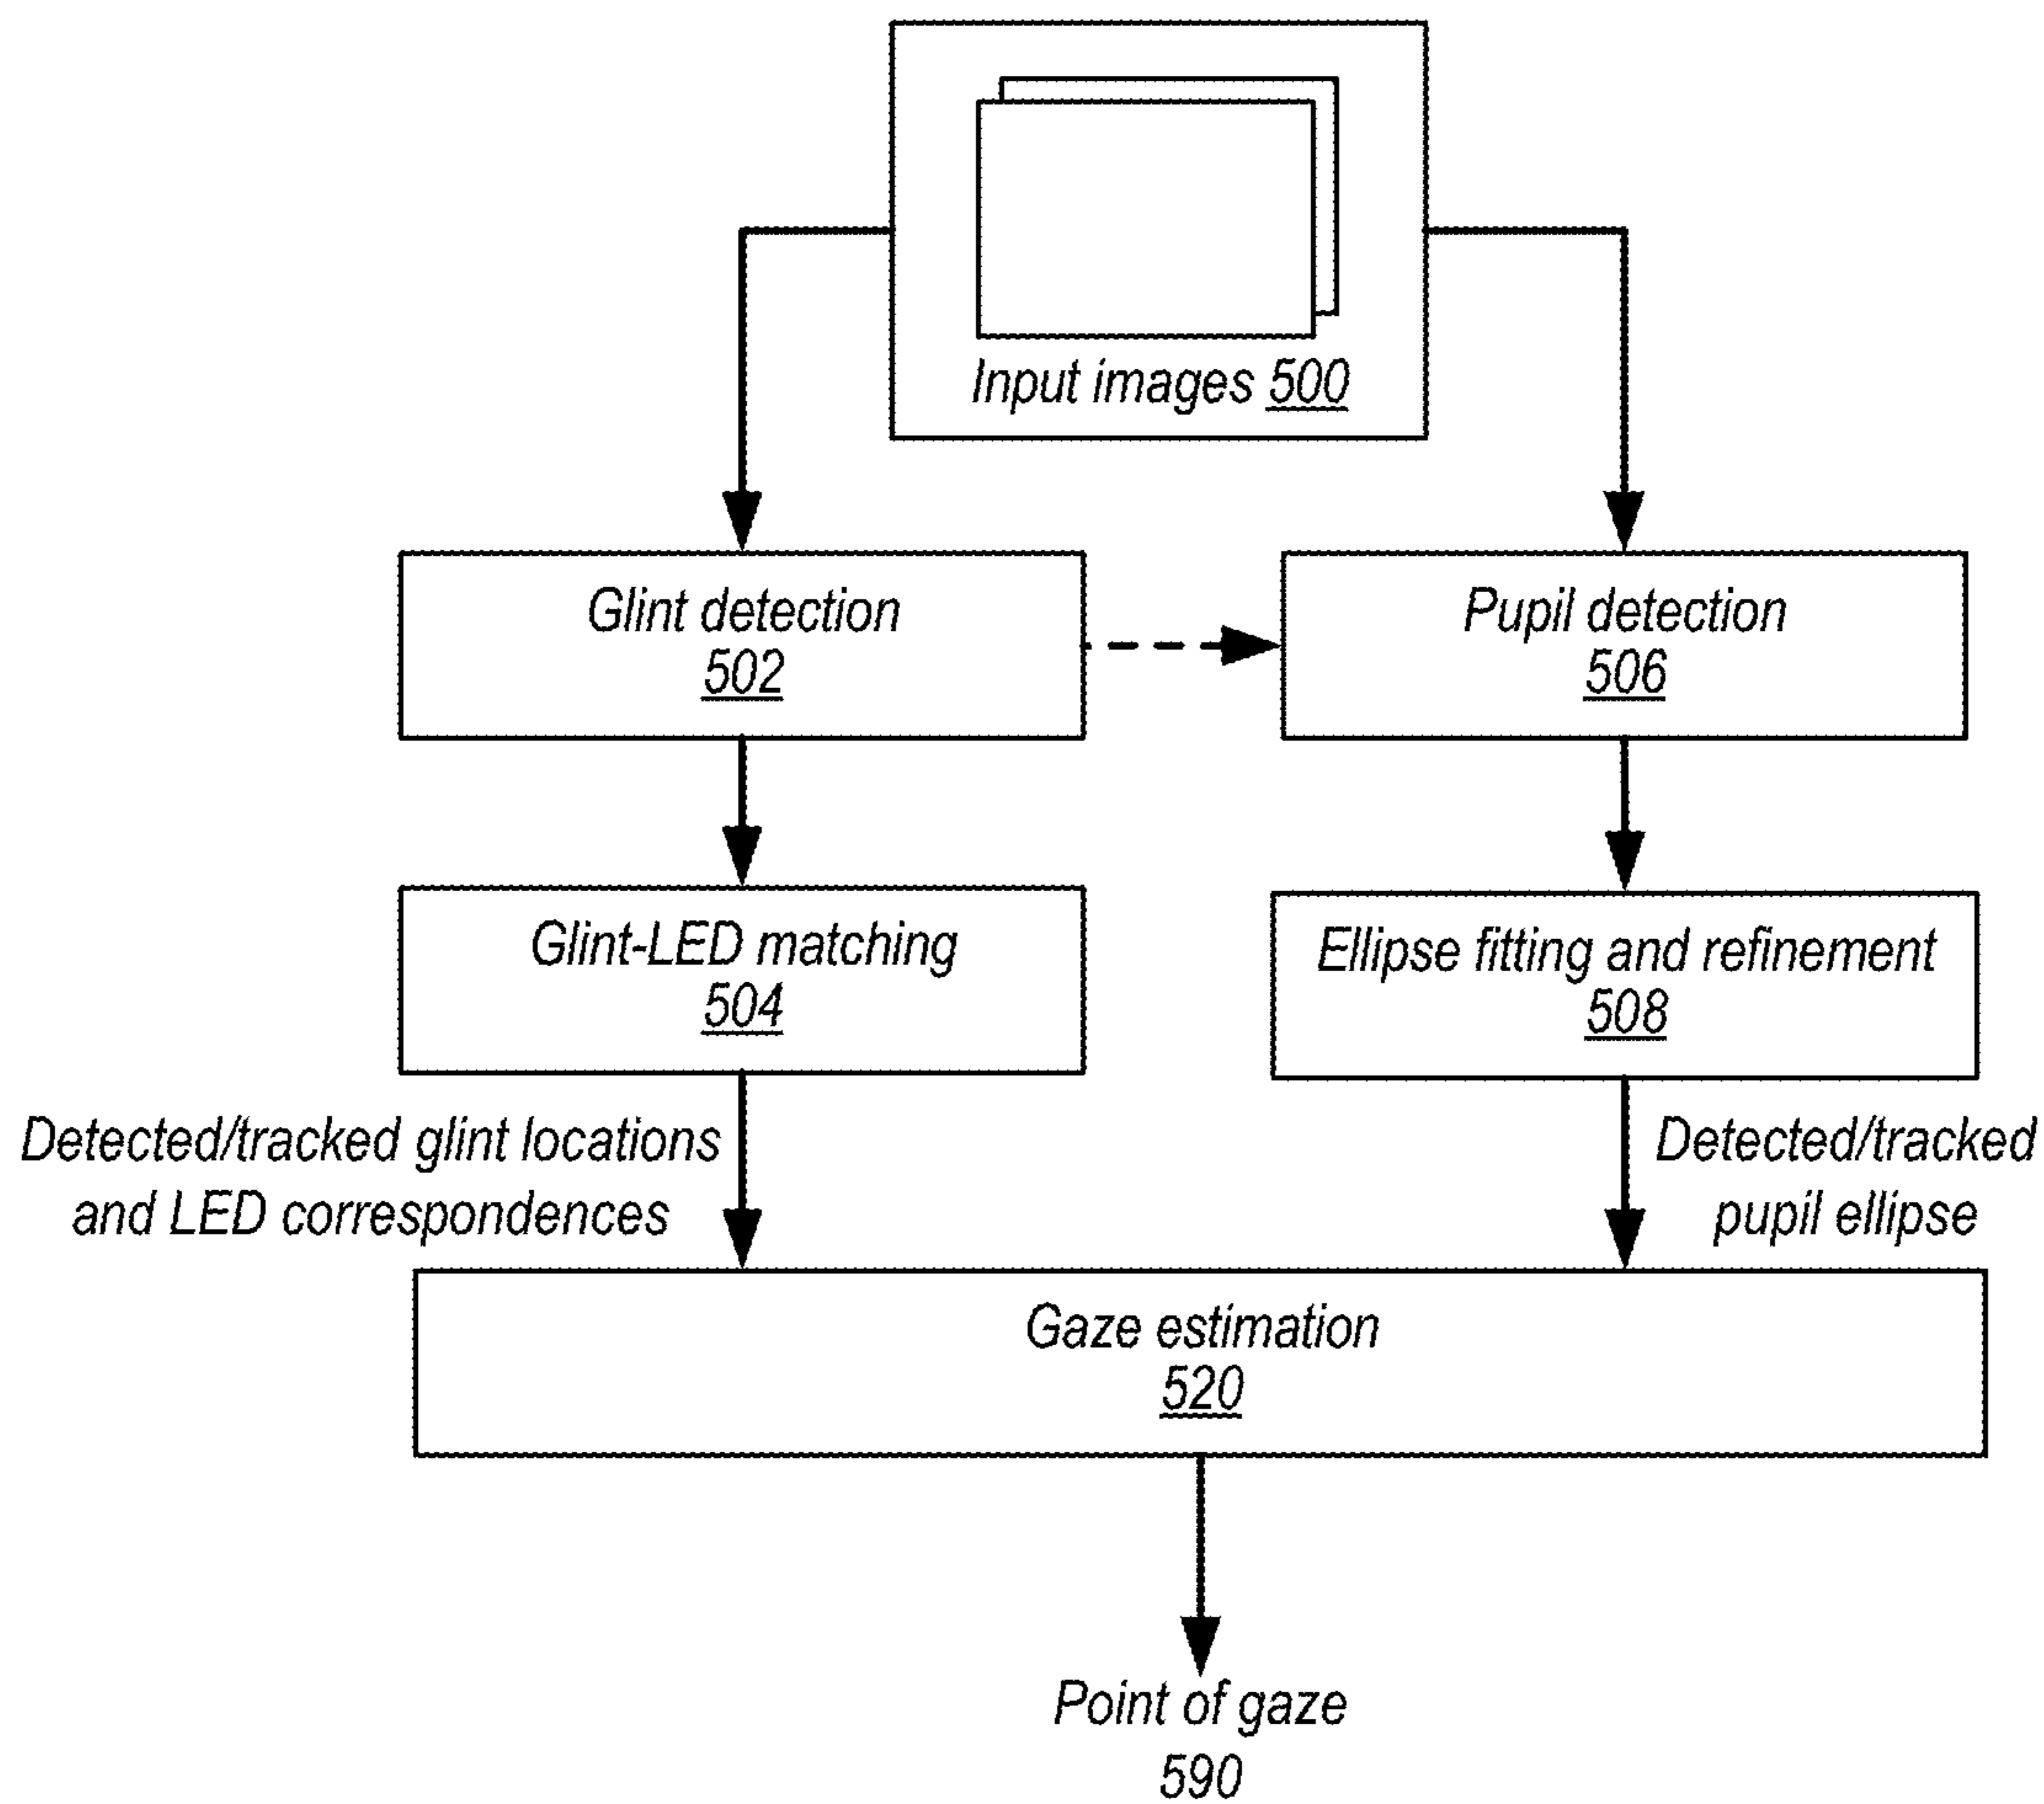 Input images 500
Glint detection
502
Pupil detection
506
Glint-LED matching
504
Ellipse fitting and refinement
508
Detected/tracked glint locations
and LED correspondences
Detected/tracked
pupil ellipse
Gaze estimation
520
Point of gaze
590